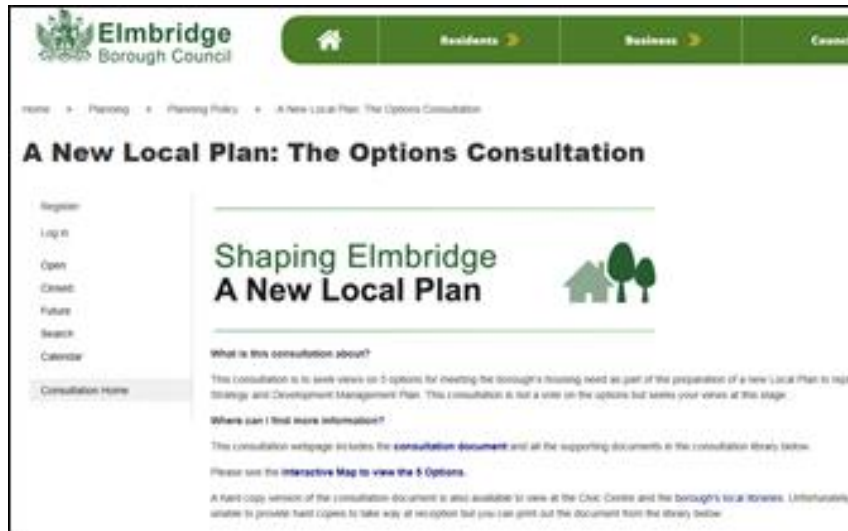 Elmbridge
Borough Council
Residents
Business
Counc
Home > Planning > Planning Policy > A New Local Plan: The Options Consultation
A New Local Plan: The Options Consultation
Register
Log in
Open
Closed
Future
Search
Calendar
Consultation Home
Shaping Elmbridge
A New Local Plan
What is this consultation about?
This consultation is to seek views on 5 options for meeting the borough's housing need as part of the preparation of a new Local Plan to repl
Strategy and Development Management Plan. This consultation is not a vote on the options but seeks your views at this stage.
Where can I find more information?
This consultation webpage includes the consultation document and all the supporting documents in the consultation library below.
Please see the Interactive Map to view the 5 Options.
A hard copy version of the consultation document is also available to view at the Civic Centre and the borough's local libraries. Unfortunately
unable to provide hard copies to take way at reception but you can print out the document from the library below